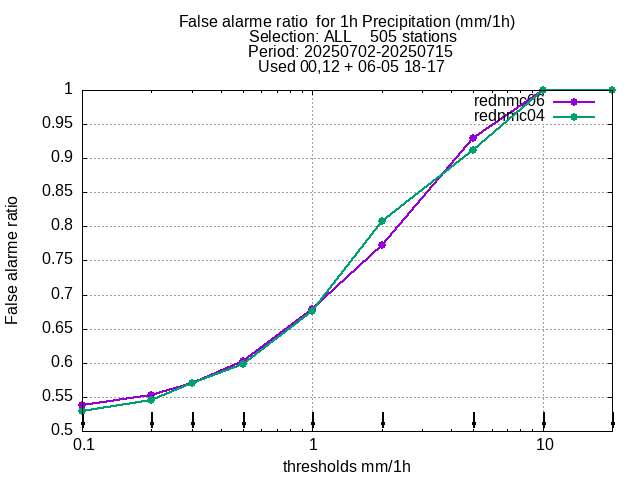 False alarme ratio  for 1h Precipitation (mm/1h)
Selection: ALL    505 stations
Period: 20250702-20250715
Used 00,12 + 06-05 18-17
rednmc06
rednmc04
1
0.95
0.9
0.85
0.8
0.75
0.7
0.65
0.6
0.55
0.5
False alarme ratio
0.1
1
10
thresholds mm/1h